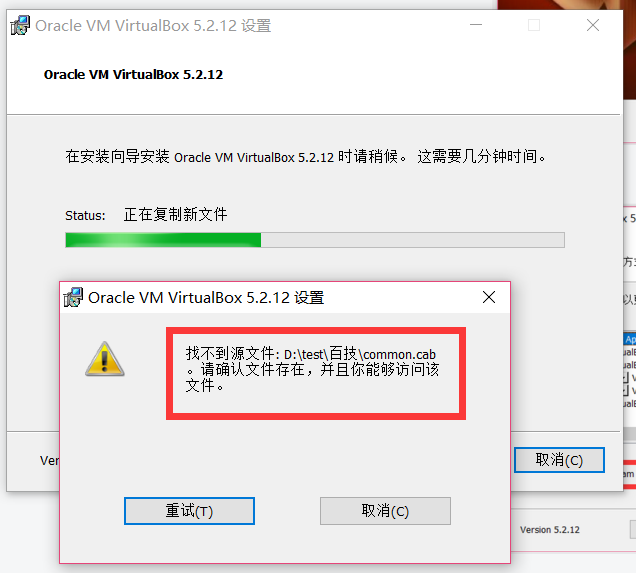 Oracle VM VirtualBox 5.2.12 设置
Oracle VM VirtualBox 5.2.12
在安装向导安装 Oracle VM VirtualBox 5.2.12 时请稍候。 这需要几分钟时间。
Status: 正在复制新文件
Oracle VM VirtualBox 5.2.12 设置
找不到源文件: D:\test\百技\common.cab
。请确认文件存在，并且你能够访问该
文件。
重试(T)
取消(C)
Ver
取消(C)
Version 5.2.12